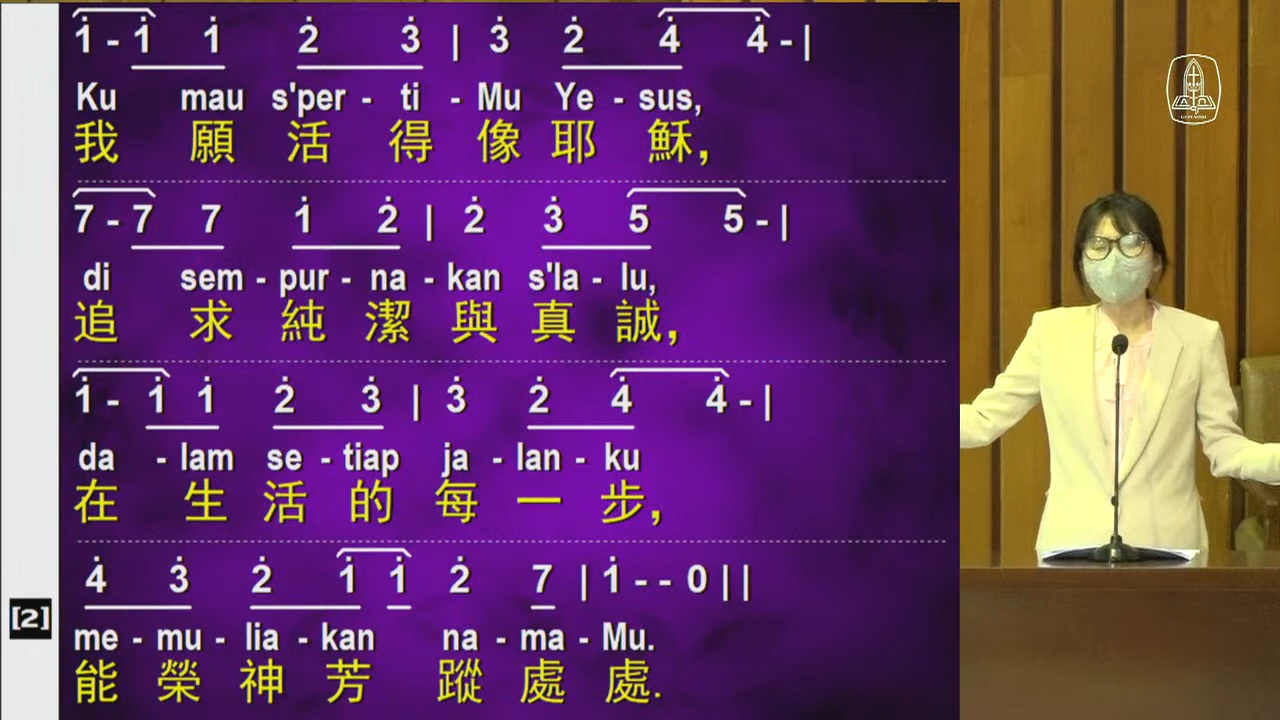 1̇ - 1̇ 1̇ 2̇ 3̇ | 3̇ 2̇ 4̇ 4̇ - |
Ku mau s'per - ti - Mu Ye - sus,
我 願 活 得 像 耶 穌,
7 - 7 7 1̇ 2̇ | 2̇ 3̇ 5 5 - |
di sem - pur - na - kan s'la - lu,
追 求 純 潔 與 真 誠,
1̇ - 1̇ 1̇ 2̇ 3̇ | 3̇ 2̇ 4̇ 4̇ - |
da - lam se - tiap ja - lan - ku
在 生 活 的 每 一 步,
4̇ 3̇ 2̇ 1̇ 1̇ 2̇ 7 | 1̇ - - 0 | |
[2]
me - mu - lia - kan na - ma - Mu.
能 榮 神 芳 蹤 處 處.